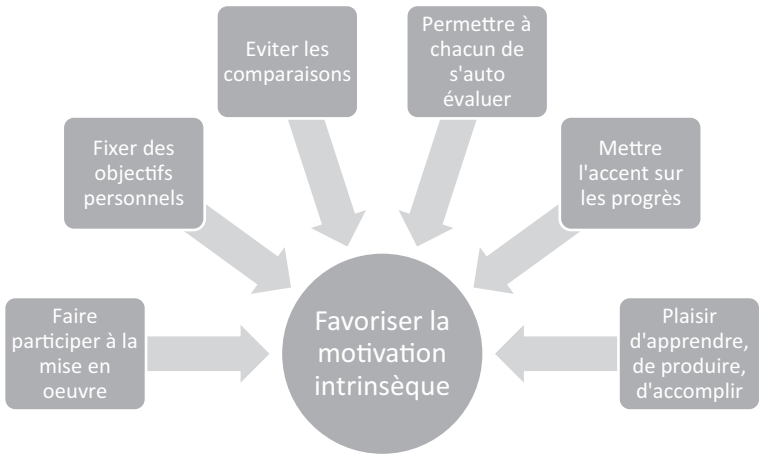 Eviter les
comparaisons
Permettre à
chacun de
s'auto
évaluer
Fixer des
objectifs
personnels
Mettre
l'accent sur
les progrès
Faire
participer à la
mise en
oeuvre
Favoriser la
motivation
intrinsèque
Plaisir
d'apprendre,
de produire,
d'accomplir